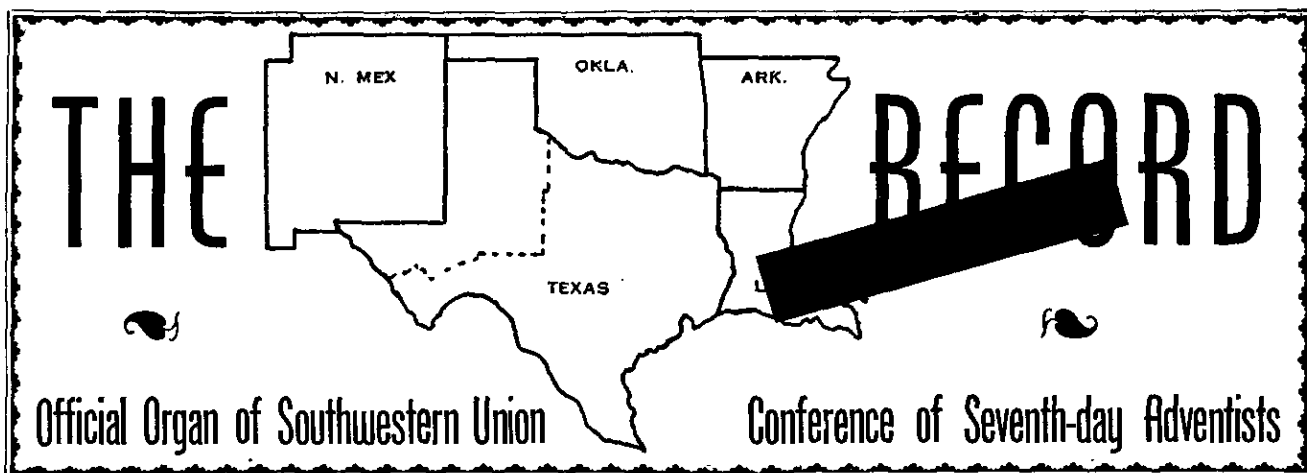 THE RECORD
N. MEX
OKLA.
ARK.
TEXAS
L
Official Organ of Southwestern Union Conference of Seventh-day Adventists